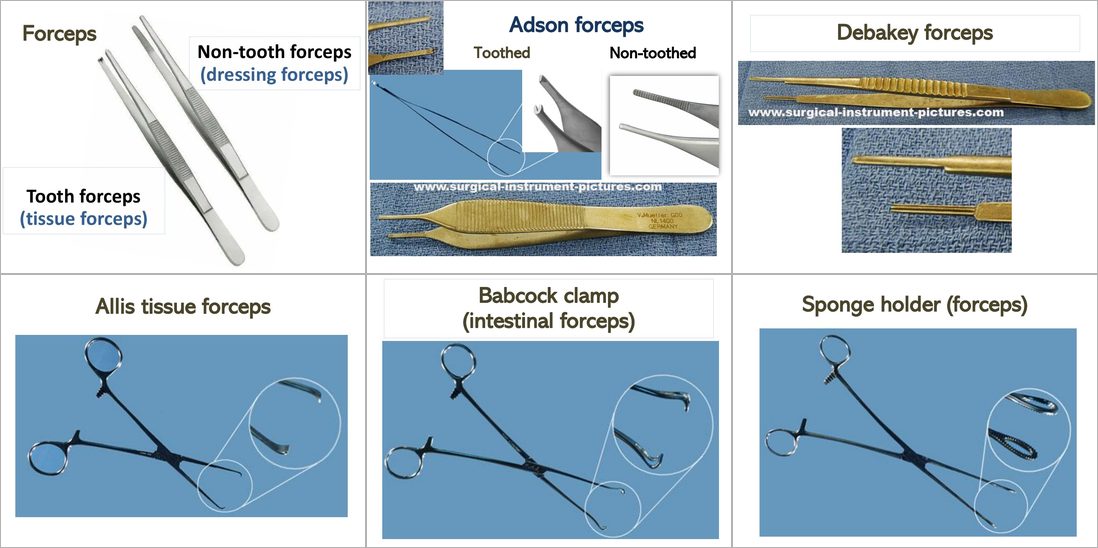 Forceps
Non-tooth forceps
(dressing forceps)
Tooth forceps
(tissue forceps)
Adson forceps
Toothed
Non-toothed
www.surgical-instrument-pictures.com
V.Mueller
GERMANY
Debakey forceps
www.surgical-instrument-pictures.com
Allis tissue forceps
Babcock clamp
(intestinal forceps)
Sponge holder (forceps)